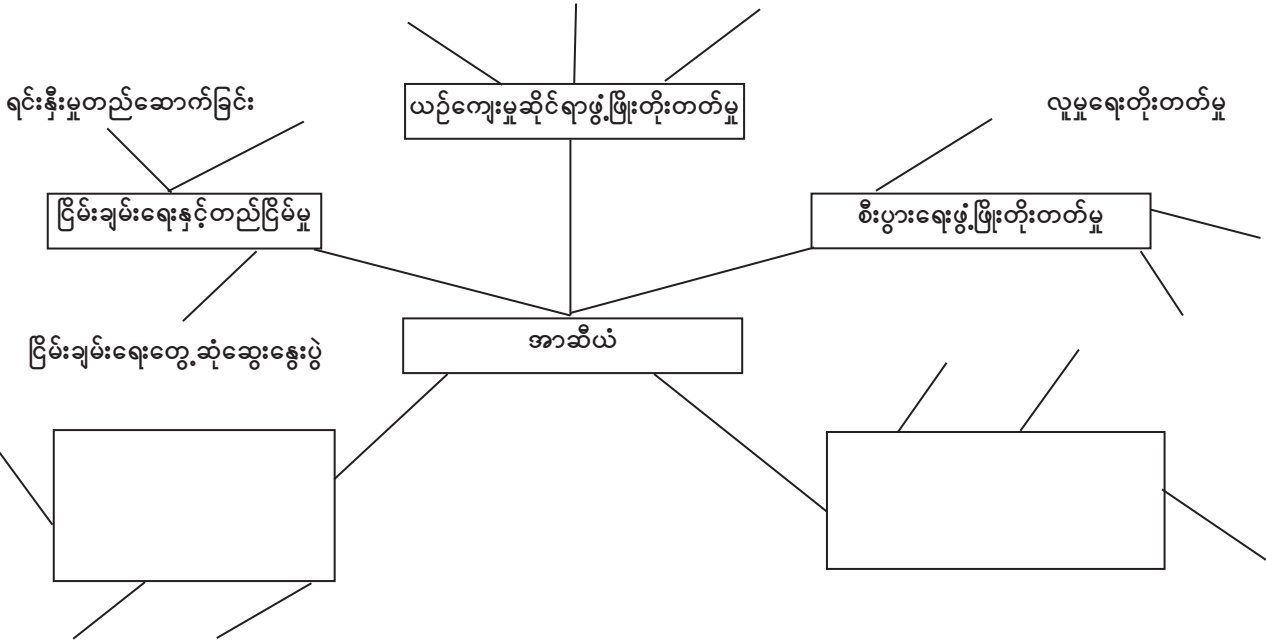 ရင်းနှီးမှုတည်ဆောက်ခြင်း
ယဉ်ကျေးမှုဆိုင်ရာဖွံ့ဖြိုးတိုးတတ်မှု
လူမှုရေးတိုးတတ်မှု
ငြိမ်းချမ်းရေးနှင့်တည်ငြိမ်မှု
စီးပွားရေးဖွံ့ဖြိုးတိုးတတ်မှု
အာဆီယံ
ငြိမ်းချမ်းရေးတွေ့ဆုံဆွေးနွေးပွဲ